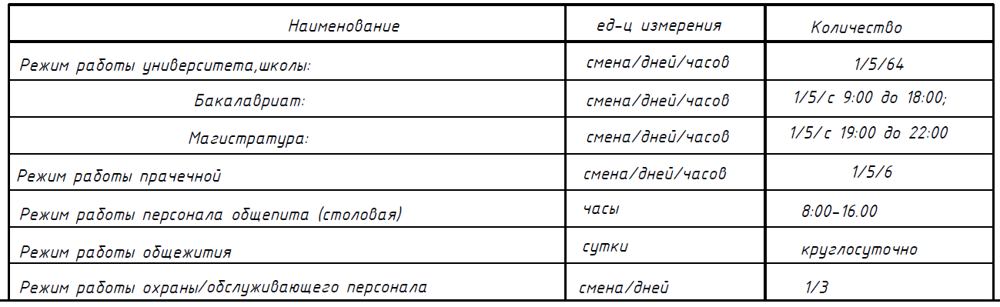 Наименование ед-ц измерения Количество
Режим работы университета,школы: смена/дней/часов 1/5/64
Бакалавриат: смена/дней/часов 1/5/с 9:00 до 18:00;
Магистратура: смена/дней/часов 1/5/с 19:00 до 22:00
Режим работы прачечной смена/дней/часов 1/5/6
Режим работы персонала общепита (столовая) часы 8:00-16.00
Режим работы общежития сутки круглосуточно
Режим работы охраны/обслуживающего персонала смена/дней 1/3